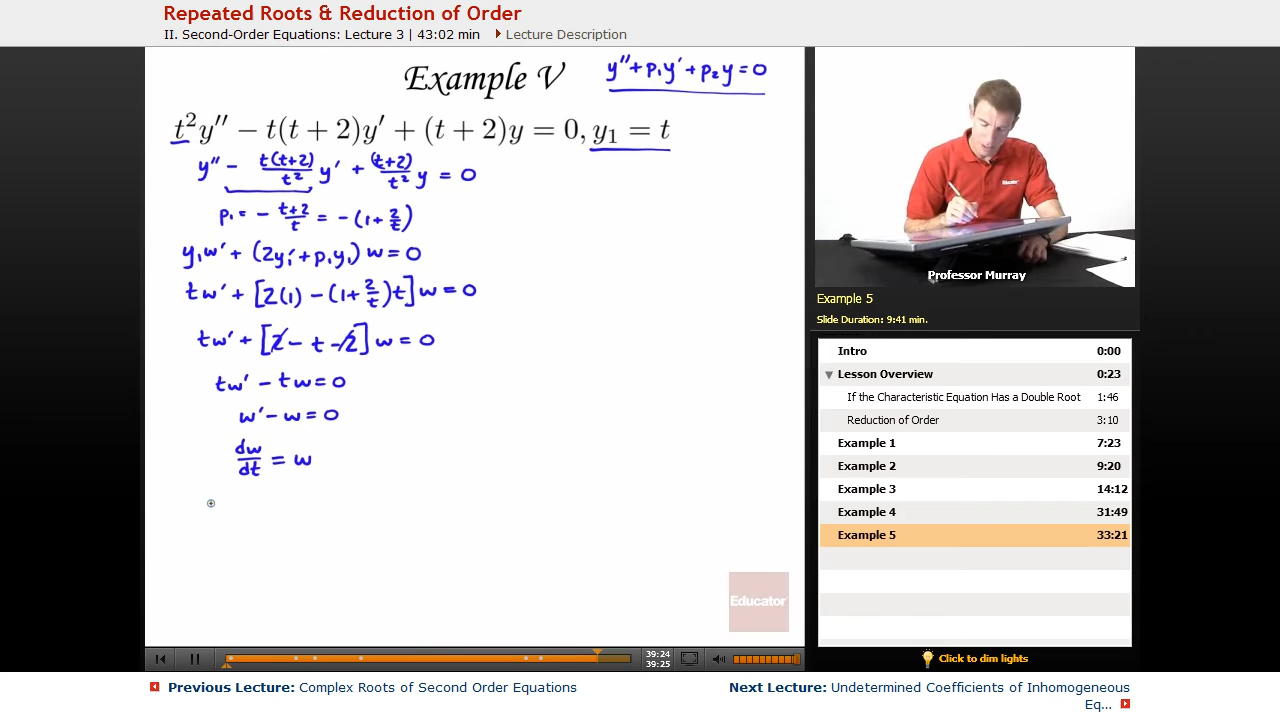 Repeated Roots & Reduction of Order
II. Second-Order Equations: Lecture 3 | 43:02 min
Lecture Description
Example V
y'' + p₁y' + p₂y = 0
t²y'' − t(t + 2)y' + (t + 2)y = 0, y₁ = t
y'' − t(t+2)/t² y' + (t+2)/t² y = 0
p₁ = − t+2/t = −(1 + 2/t)
y₁w' + (2y₁' + p₁y₁)w = 0
tw' + [2(1) − (1 + 2/t)t]w = 0
tw' + [2 − t − 2]w = 0
tw' − tw = 0
w' − w = 0
dw/dt = w
Educator
Educator
Professor Murray
Example 5
Slide Duration: 9:41 min.
Intro 0:00
Lesson Overview 0:23
If the Characteristic Equation Has a Double Root 1:46
Reduction of Order 3:10
Example 1 7:23
Example 2 9:20
Example 3 14:12
Example 4 31:49
Example 5 33:21
39:24
39:25
Click to dim lights
Previous Lecture: Complex Roots of Second Order Equations
Next Lecture: Undetermined Coefficients of Inhomogeneous
Eq...